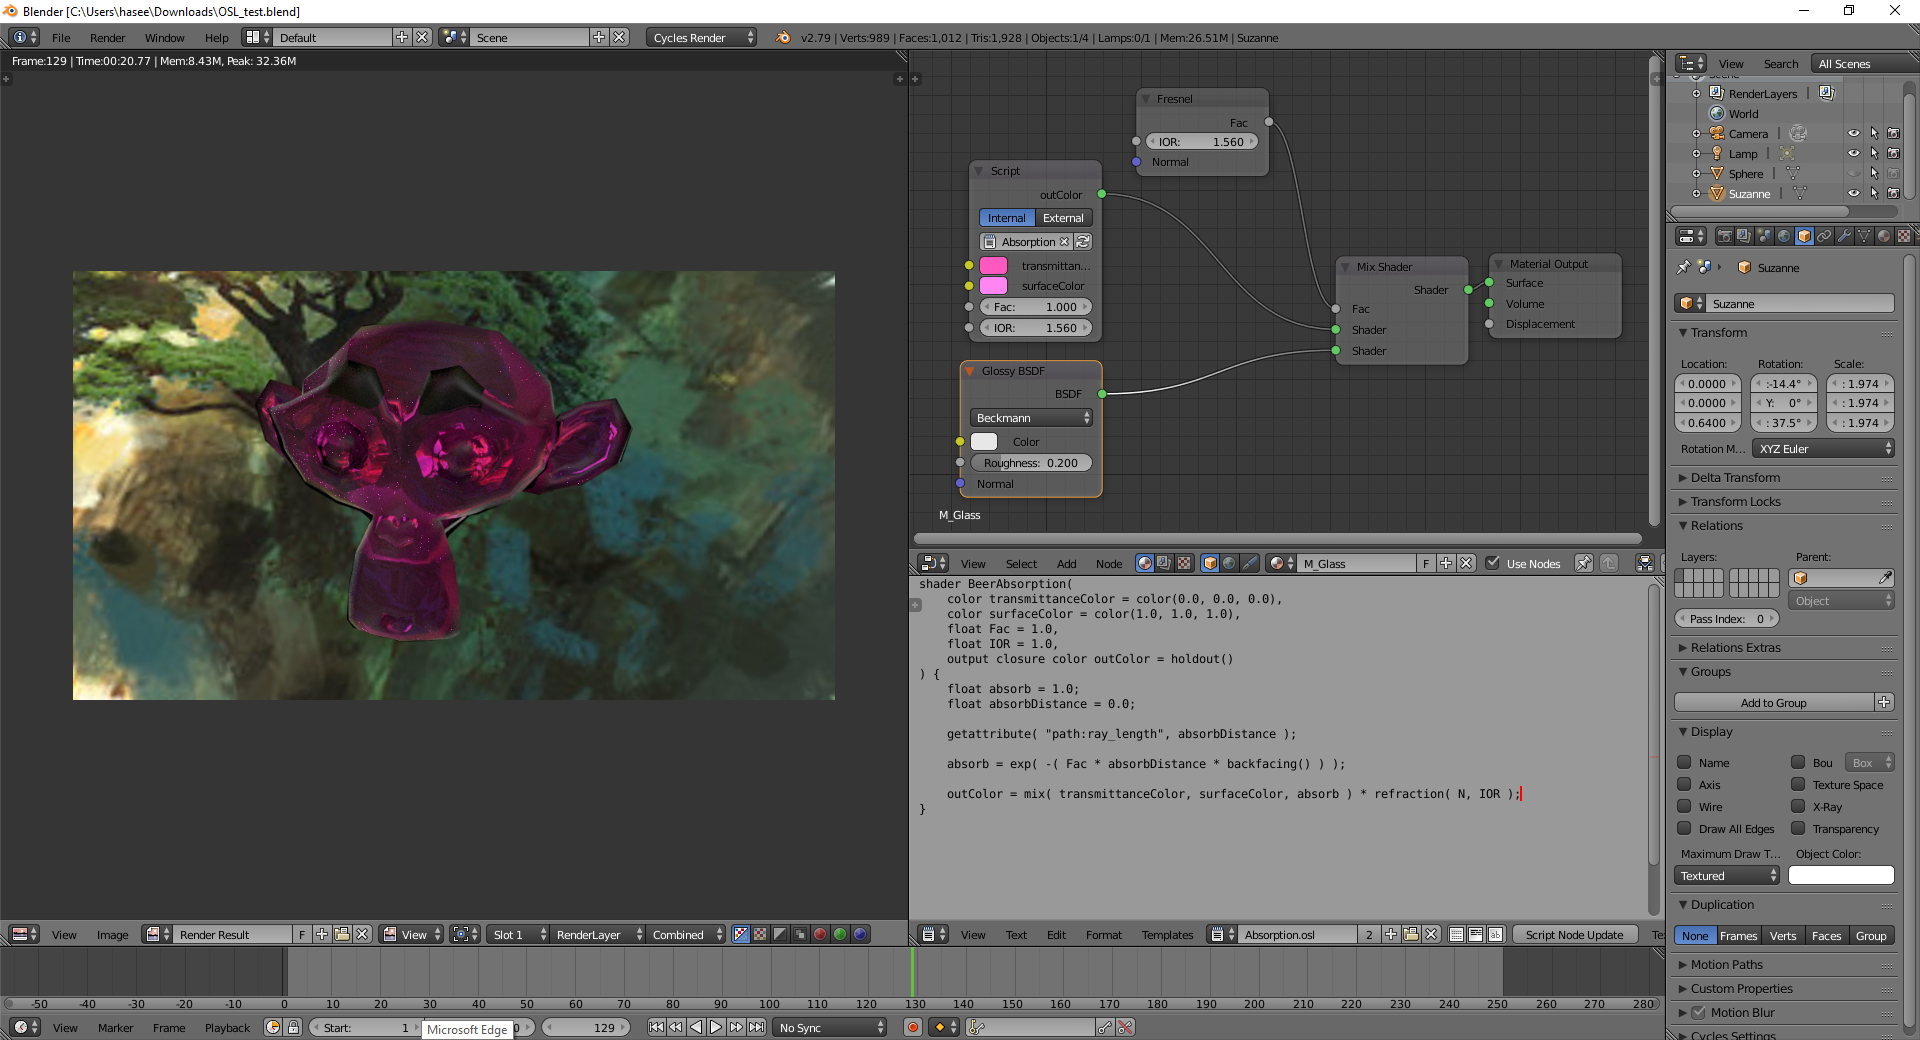 Blender [C:\Users\hasee\Downloads\OSL_test.blend]
File Render Window Help Default Scene Cycles Render v2.79 | Verts:989 | Faces:1,012 | Tris:1,928 | Objects:1/4 | Lamps:0/1 | Mem:26.51M | Suzanne
Frame:129 | Time:00:20.77 | Mem:8.43M, Peak: 32.36M
Fresnel
Fac
IOR: 1.560
Normal
Script
outColor
Internal External
Absorption
transmittan...
surfaceColor
Fac: 1.000
IOR: 1.560
Glossy BSDF
BSDF
Beckmann
Color
Roughness: 0.200
Normal
Mix Shader
Shader
Fac
Shader
Shader
Material Output
Surface
Volume
Displacement
M_Glass
View Select Add Node M_Glass F Use Nodes
shader BeerAbsorption(
color transmittanceColor = color(0.0, 0.0, 0.0),
color surfaceColor = color(1.0, 1.0, 1.0),
float Fac = 1.0,
float IOR = 1.0,
output closure color outColor = holdout()
) {
float absorb = 1.0;
float absorbDistance = 0.0;
getattribute( "path:ray_length", absorbDistance );
absorb = exp( -( Fac * absorbDistance * backfacing() ) );
outColor = mix( transmittanceColor, surfaceColor, absorb ) * refraction( N, IOR );
}
View Text Edit Format Templates Absorption.osl 2 Script Node Update
View Image Render Result F View Slot 1 RenderLayer Combined
-50 -40 -30 -20 -10 0 10 20 30 40 50 60 70 80 90 100 110 120 130 140 150 160 170 180 190 200 210 220 230 240 250 260 270 280
View Marker Frame Playback Start: 1 0 129 No Sync
Microsoft Edge
View Search All Scenes
RenderLayers |
World
Camera |
Lamp |
Sphere |
Suzanne |
Suzanne
Suzanne
Transform
Location: Rotation: Scale:
0.0000 :-14.4° : 1.974
0.0000 Y: 0° : 1.974
0.6400 : 37.5° : 1.974
Rotation M... XYZ Euler
Delta Transform
Transform Locks
Relations
Layers: Parent:
Object
Pass Index: 0
Relations Extras
Groups
Add to Group
Display
Name Bou Box
Axis Texture Space
Wire X-Ray
Draw All Edges Transparency
Maximum Draw T... Object Color:
Textured
Duplication
None Frames Verts Faces Group
Motion Paths
Custom Properties
Motion Blur
Cycles Settings